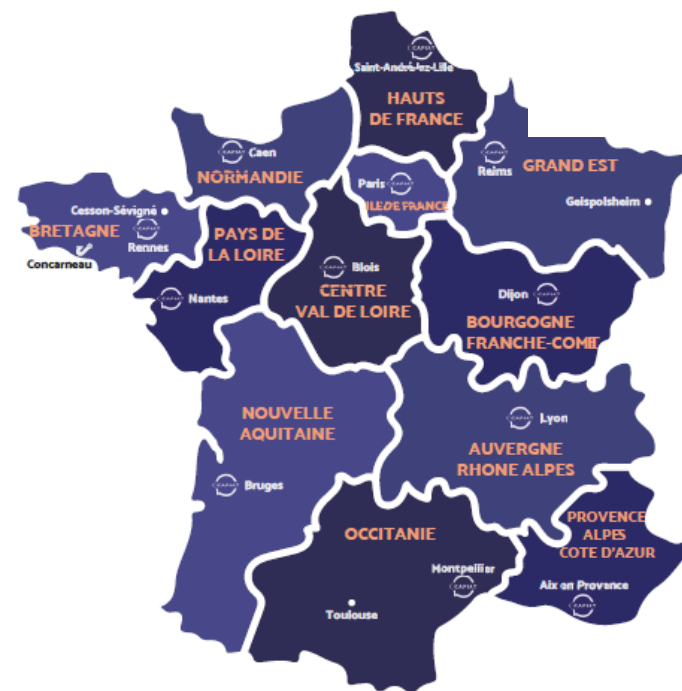 Saint-André-lez-Lille
HAUTS
DE FRANCE
Caen
NORMANDIE
Reims
GRAND EST
Geispolsheim
Paris
ILE DE FRANCE
Cesson-Sévigné
BRETAGNE
Rennes
Concarneau
PAYS DE
LA LOIRE
Nantes
Blois
CENTRE
VAL DE LOIRE
Dijon
BOURGOGNE
FRANCHE-COMÉ
NOUVELLE
AQUITAINE
Bruges
Lyon
AUVERGNE
RHONE ALPES
OCCITANIE
Montpellier
Toulouse
PROVENCE
ALPES
COTE D'AZUR
Aix en Provence